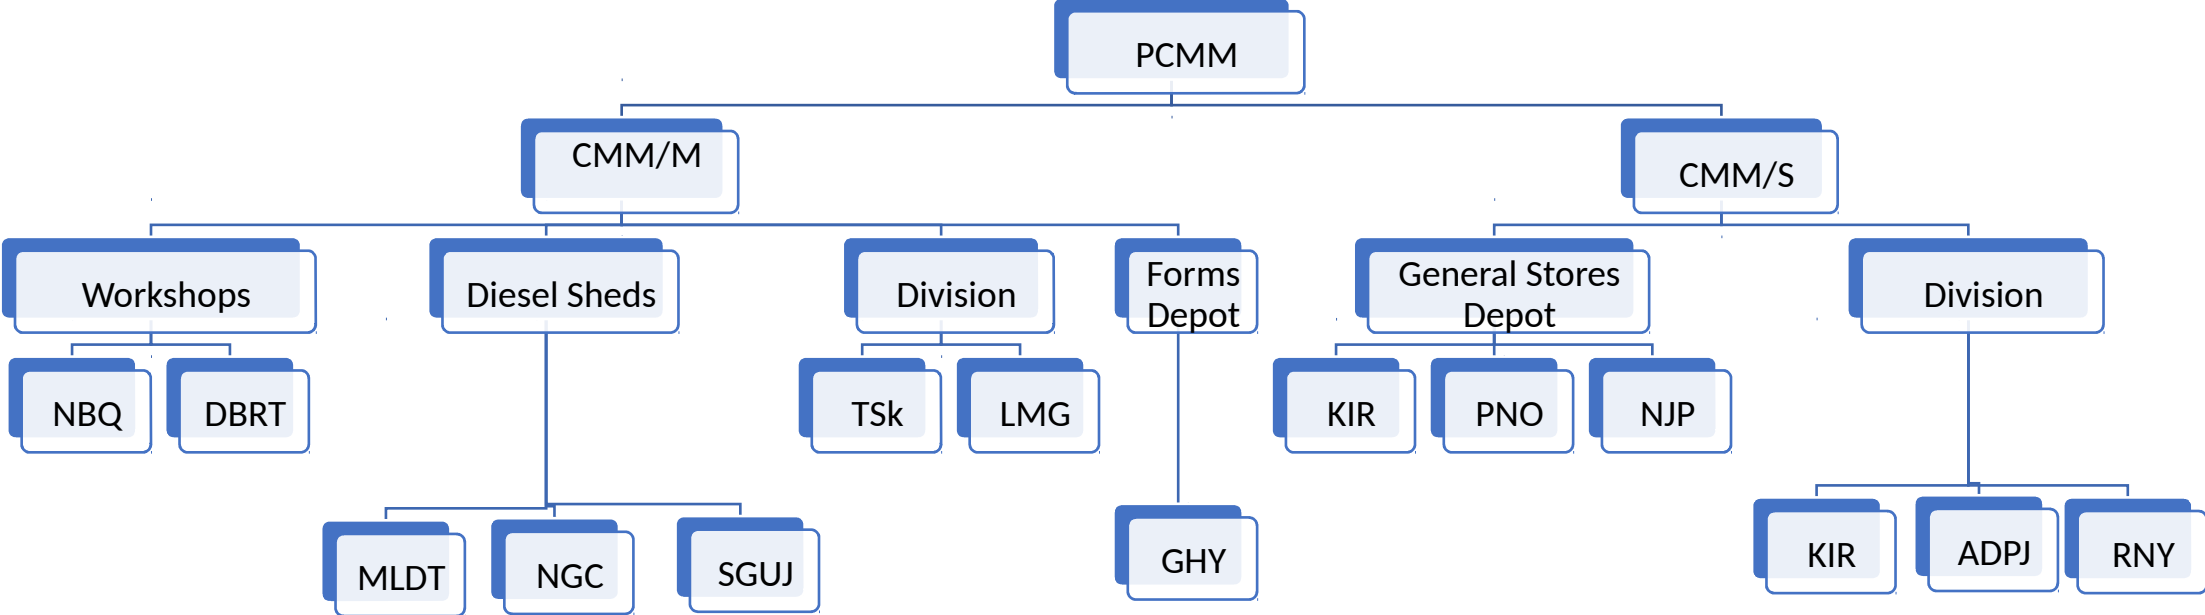 PCMM
CMM/M
CMM/S
Workshops
Diesel Sheds
Division
Forms
Depot
General Stores
Depot
Division
NBQ
DBRT
TSk
LMG
KIR
PNO
NJP
MLDT
NGC
SGUJ
GHY
KIR
ADPJ
RNY